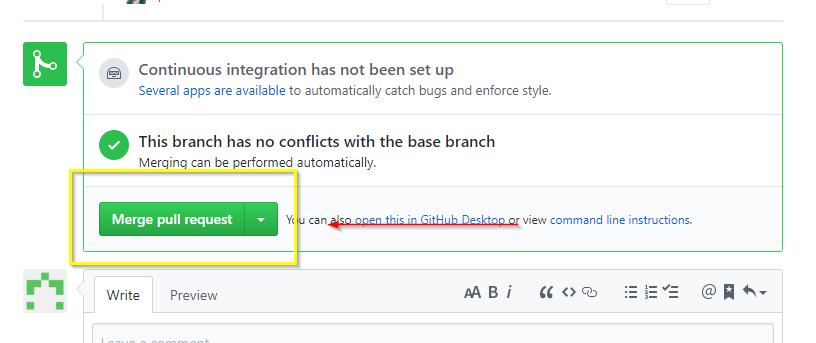 Continuous integration has not been set up
Several apps are available to automatically catch bugs and enforce style.
This branch has no conflicts with the base branch
Merging can be performed automatically.
Merge pull request
You can also open this in GitHub Desktop or view command line instructions.
Write Preview AA B i @
Leave a comment